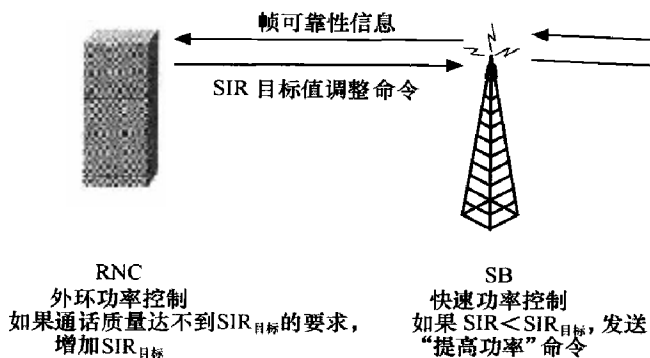 帧可靠性信息
SIR 目标值调整命令
RNC
外环功率控制
如果通话质量达不到SIR目标的要求，
增加SIR目标
SB
快速功率控制
如果 SIR＜SIR目标，发送
“提高功率”命令